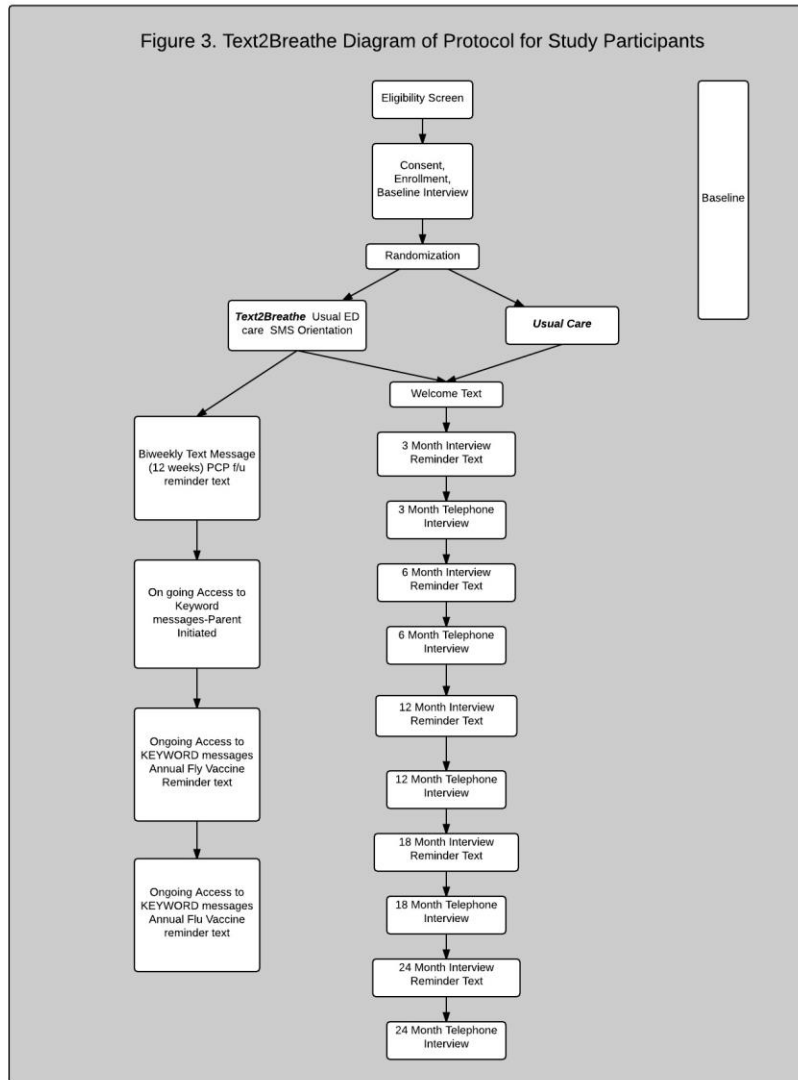 Figure 3. Text2Breathe Diagram of Protocol for Study Participants
Eligibility Screen
Consent,
Enrollment,
Baseline Interview
Baseline
Randomization
Text2Breathe Usual ED
care SMS Orientation
Usual Care
Welcome Text
Biweekly Text Message
(12 weeks) PCP f/u
reminder text
On going Access to
Keyword
messages-Parent
Initiated
Ongoing Access to
KEYWORD messages
Annual Fly Vaccine
Reminder text
Ongoing Access to
KEYWORD messages
Annual Flu Vaccine
reminder text
3 Month Interview
Reminder Text
3 Month Telephone
Interview
6 Month Interview
Reminder Text
6 Month Telephone
Interview
12 Month Interview
Reminder Text
12 Month Telephone
Interview
18 Month Interview
Reminder Text
18 Month Telephone
Interview
24 Month Interview
Reminder Text
24 Month Telephone
Interview